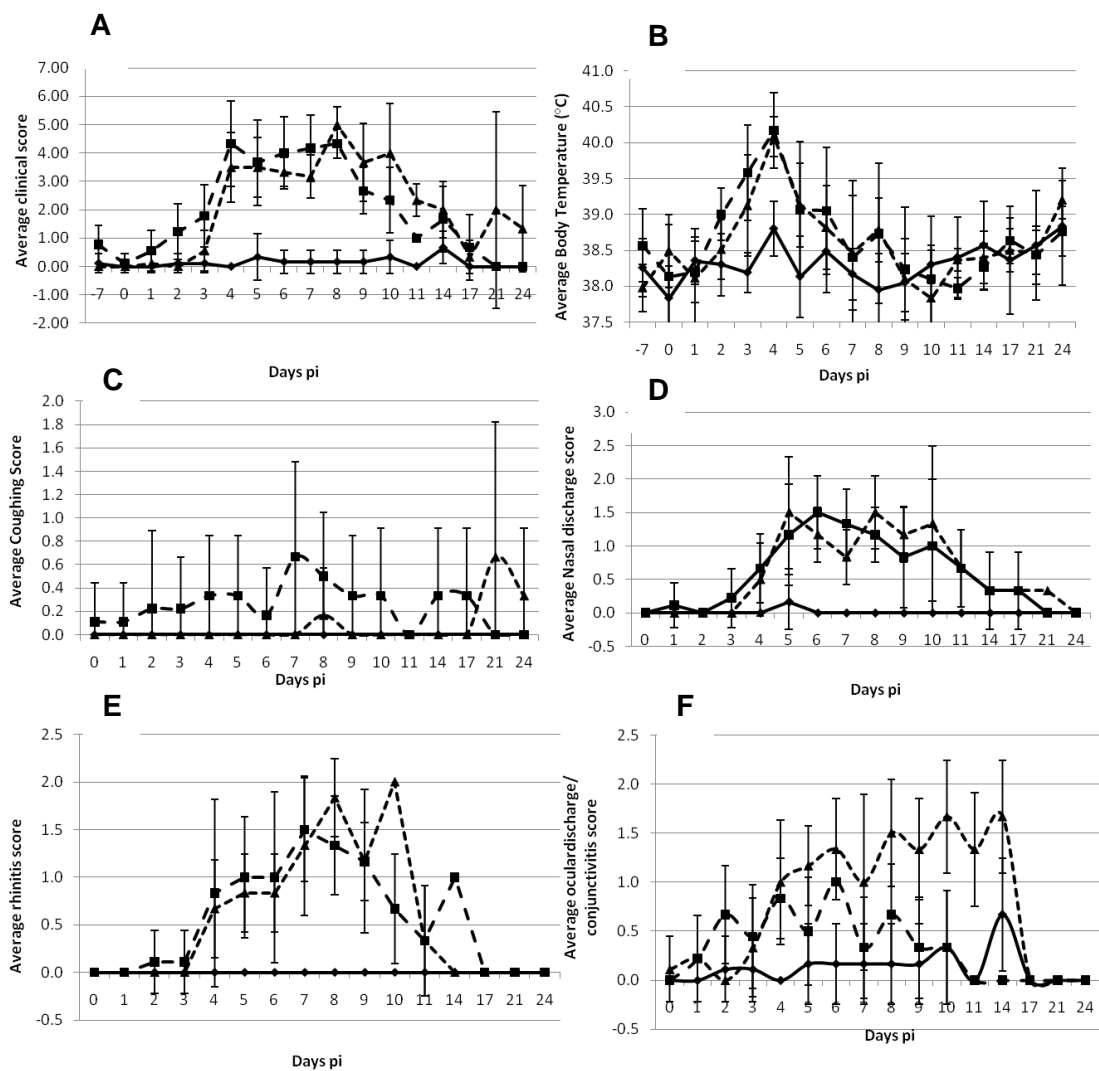 A
Average clinical score
7.00
6.00
5.00
4.00
3.00
2.00
1.00
0.00
-1.00
-2.00
-7 0 1 2 3 4 5 6 7 8 9 10 11 14 17 21 24
Days pi
B
Average Body Temperature (°C)
41.0
40.5
40.0
39.5
39.0
38.5
38.0
37.5
-7 0 1 2 3 4 5 6 7 8 9 10 11 14 17 21 24
Days pi
C
Average Coughing Score
2.0
1.8
1.6
1.4
1.2
1.0
0.8
0.6
0.4
0.2
0.0
0 1 2 3 4 5 6 7 8 9 10 11 14 17 21 24
Days pi
D
Average Nasal discharge score
3.0
2.5
2.0
1.5
1.0
0.5
0.0
-0.5
0 1 2 3 4 5 6 7 8 9 10 11 14 17 21 24
Days pi
E
Average rhinitis score
2.5
2.0
1.5
1.0
0.5
0.0
-0.5
0 1 2 3 4 5 6 7 8 9 10 11 14 17 20 24
Days pi
F
Average oculardischarge/
conjunctivitis score
2.5
2.0
1.5
1.0
0.5
0.0
-0.5
0 1 2 3 4 5 6 7 8 9 10 11 14 17 21 24
Days pi